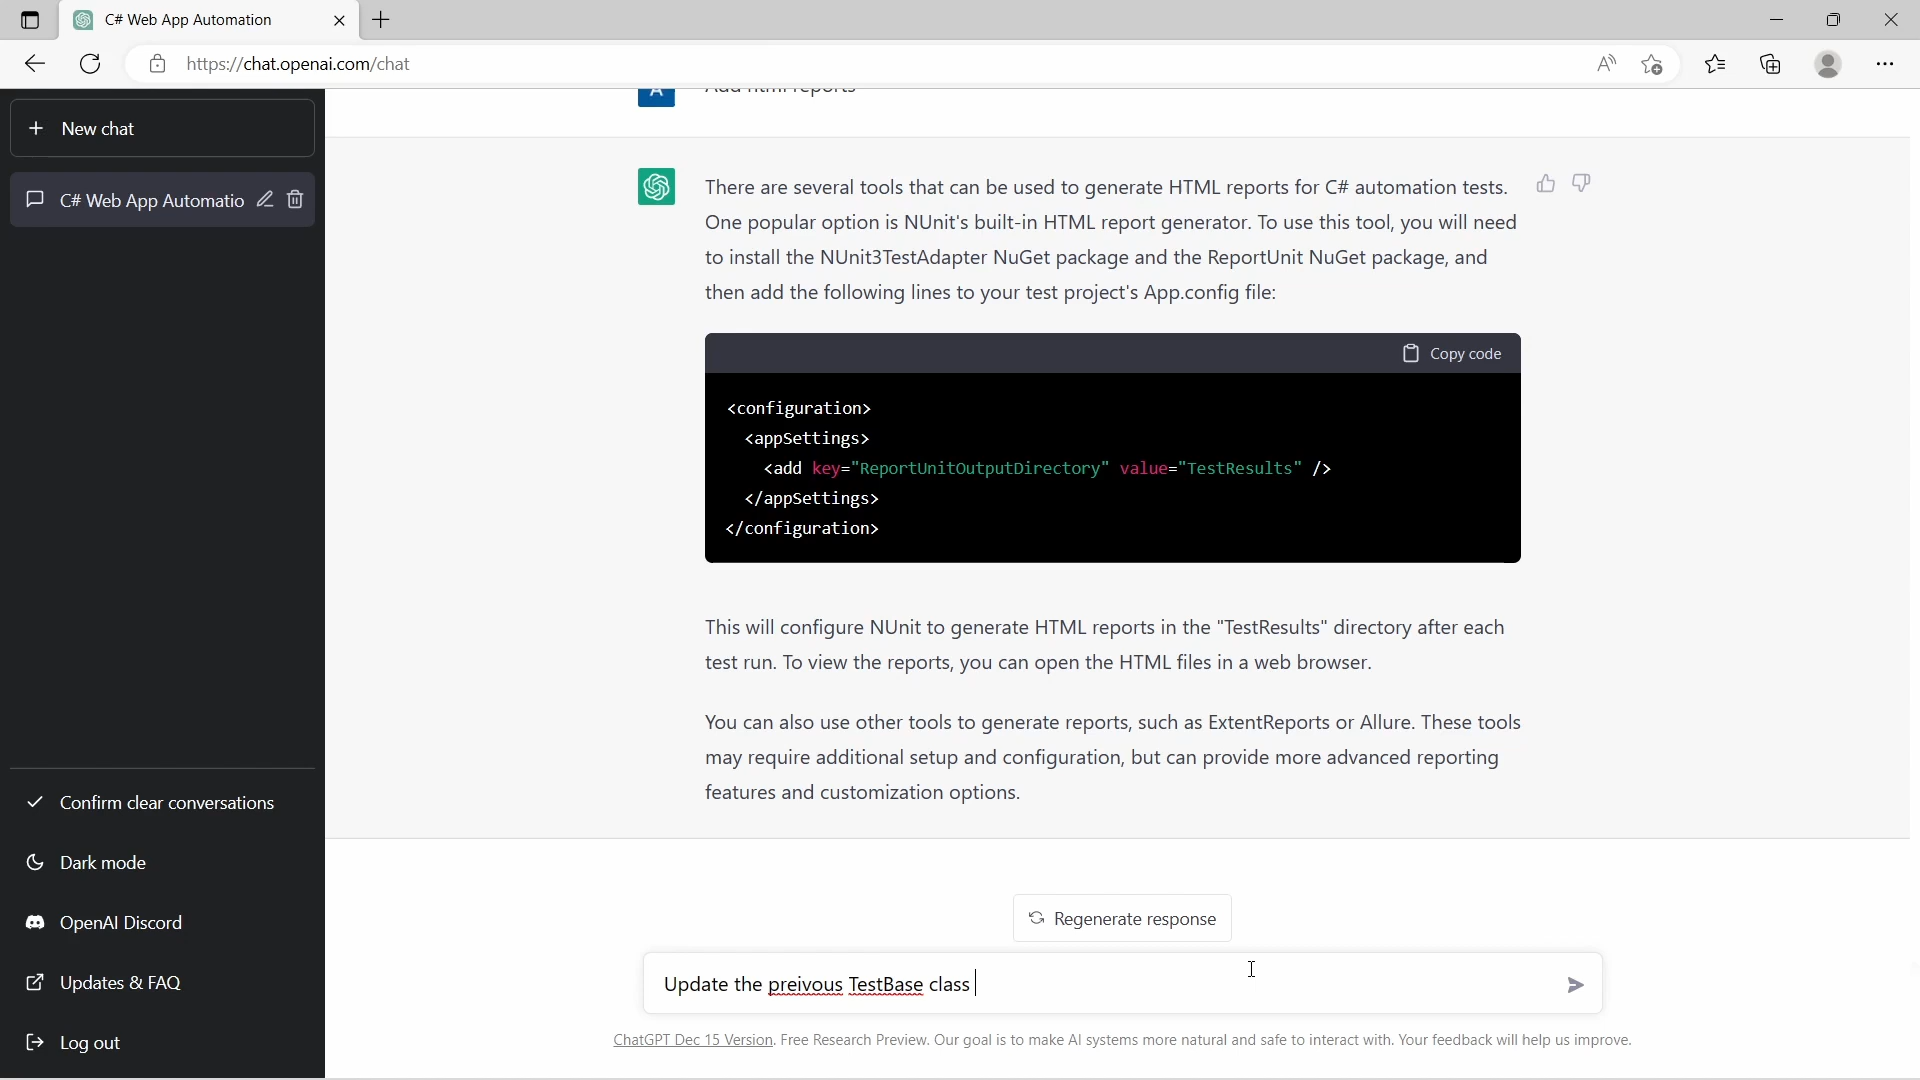 C# Web App Automation
https://chat.openai.com/chat
New chat
C# Web App Automatio
Add html reports
There are several tools that can be used to generate HTML reports for C# automation tests.
One popular option is NUnit's built-in HTML report generator. To use this tool, you will need
to install the NUnit3TestAdapter NuGet package and the ReportUnit NuGet package, and
then add the following lines to your test project's App.config file:
Copy code
<configuration>
<appSettings>
<add key="ReportUnitOutputDirectory" value="TestResults" />
</appSettings>
</configuration>
This will configure NUnit to generate HTML reports in the "TestResults" directory after each
test run. To view the reports, you can open the HTML files in a web browser.
You can also use other tools to generate reports, such as ExtentReports or Allure. These tools
may require additional setup and configuration, but can provide more advanced reporting
features and customization options.
Confirm clear conversations
Dark mode
OpenAI Discord
Updates & FAQ
Log out
Regenerate response
Update the preivous TestBase class
ChatGPT Dec 15 Version. Free Research Preview. Our goal is to make AI systems more natural and safe to interact with. Your feedback will help us improve.